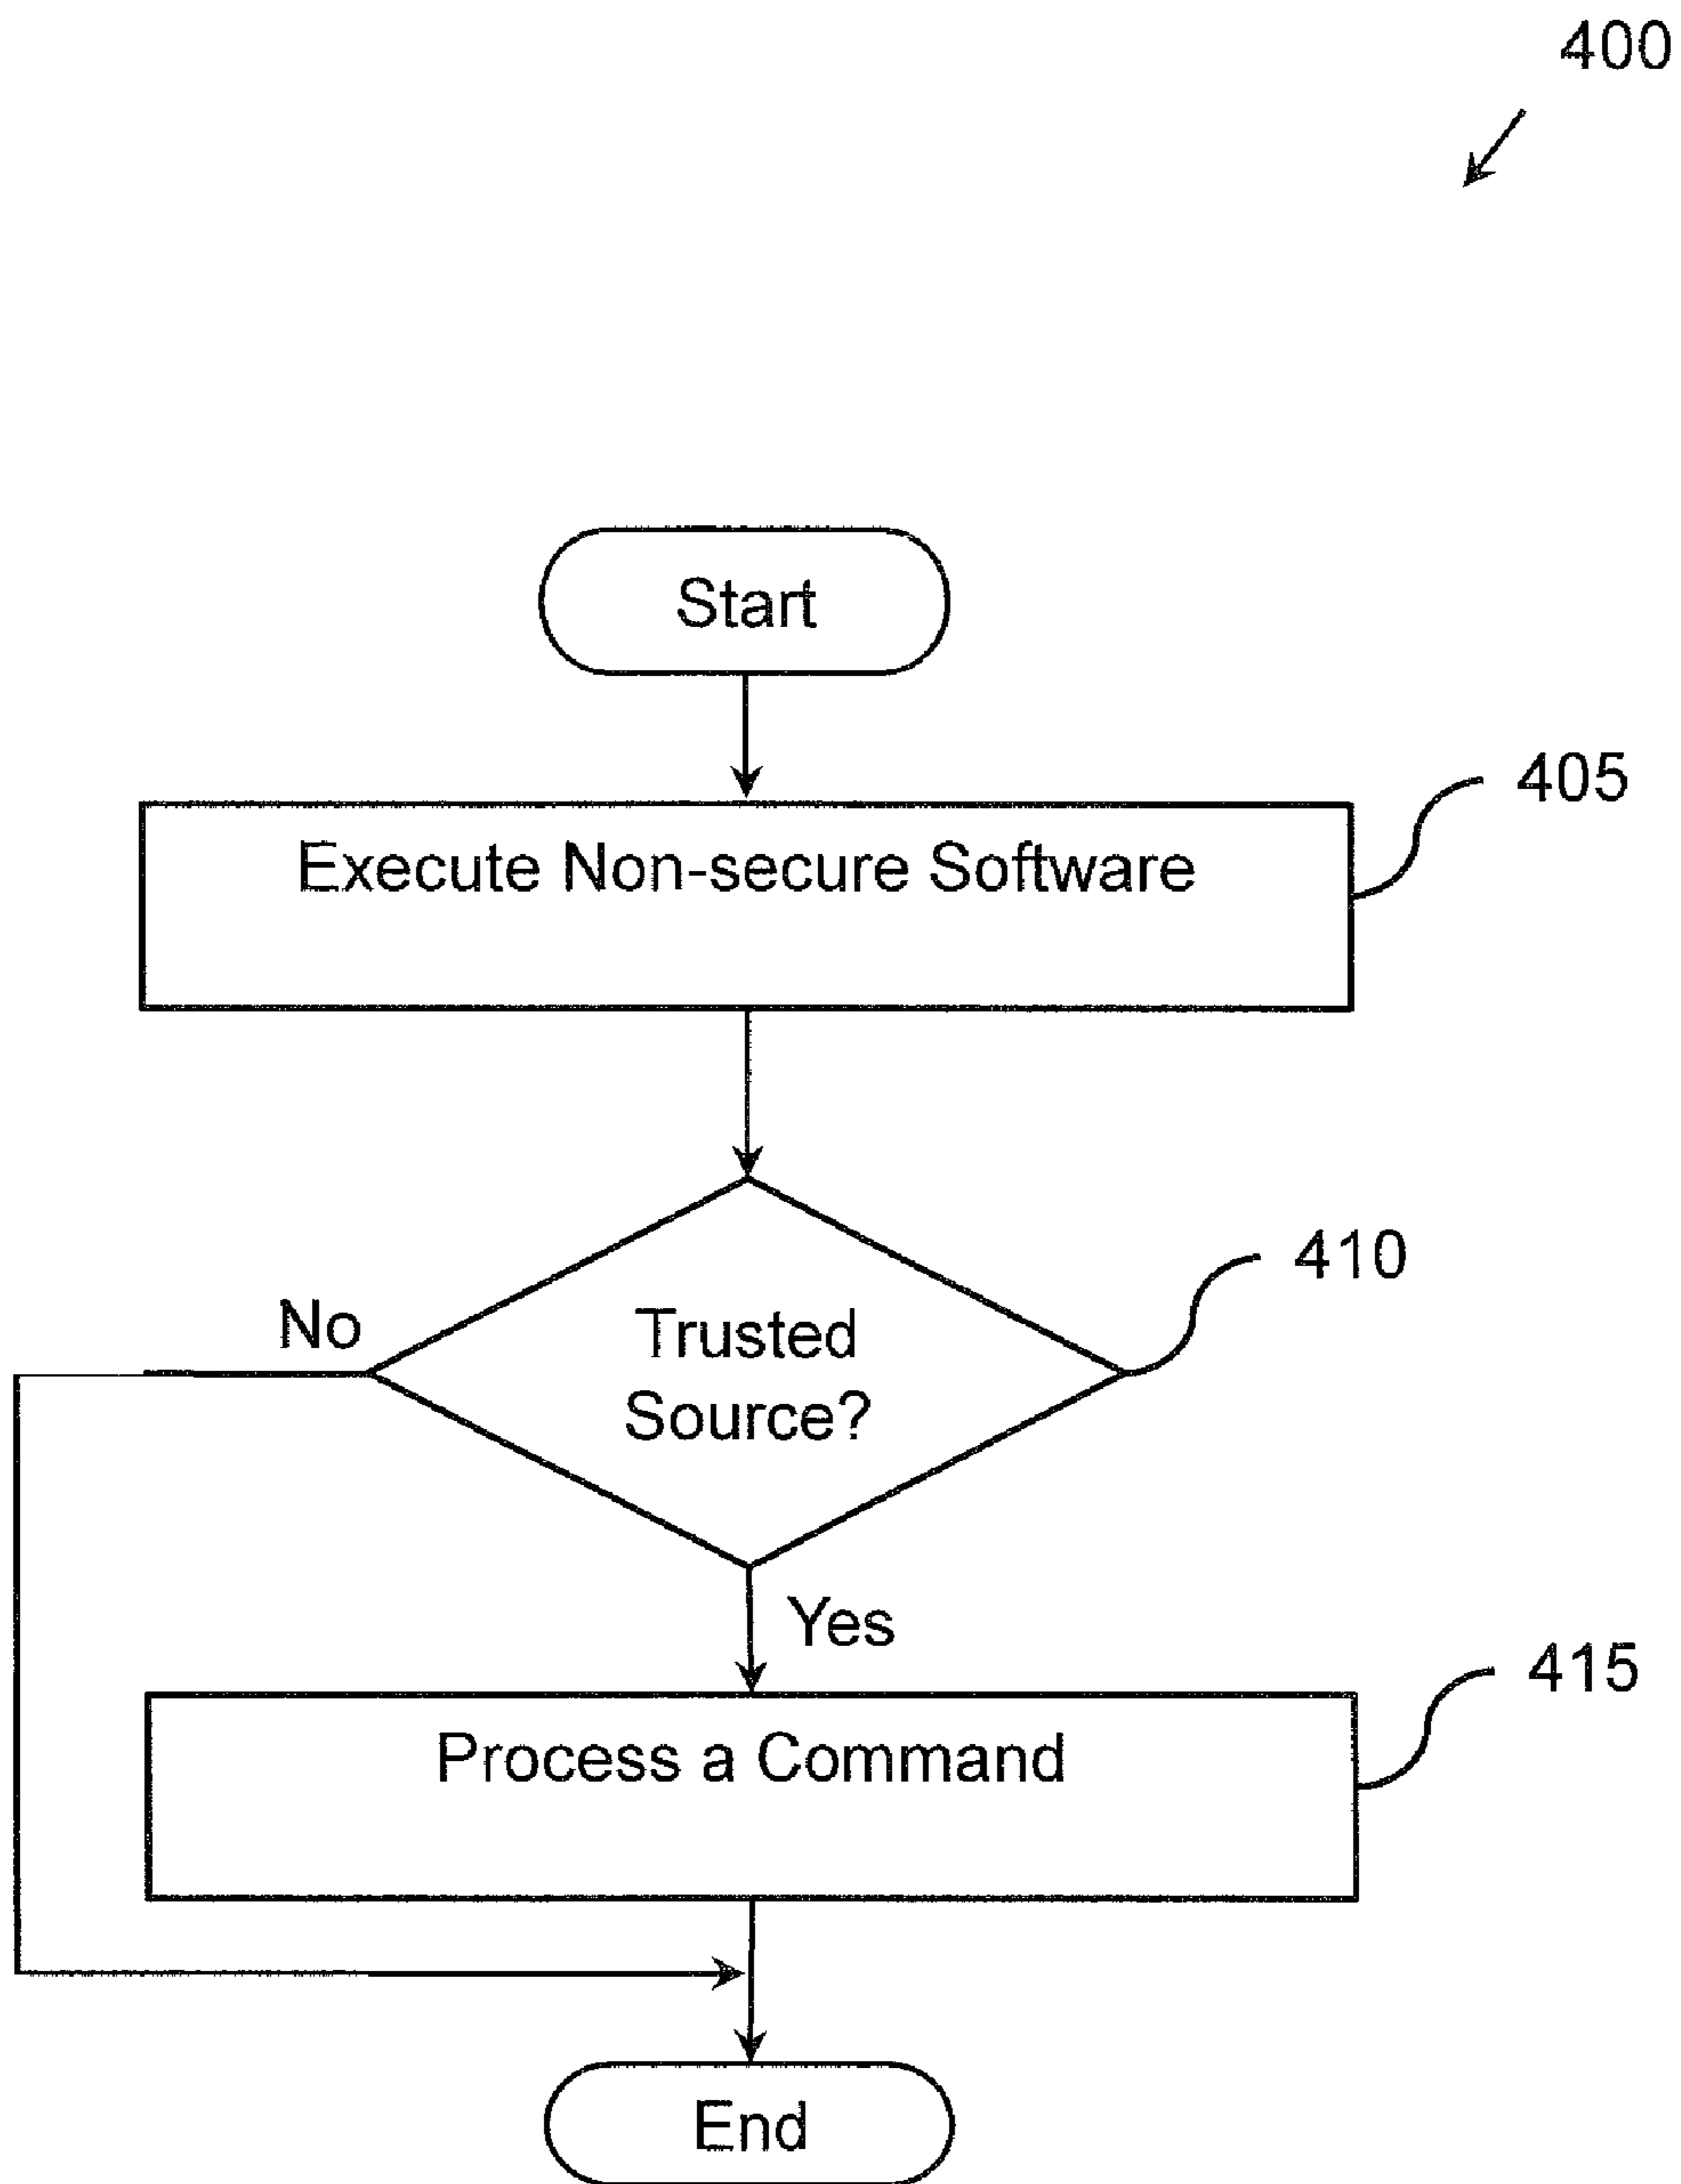 400
Start
Execute Non-secure Software
405
Trusted
Source?
410
No
Yes
Process a Command
415
End